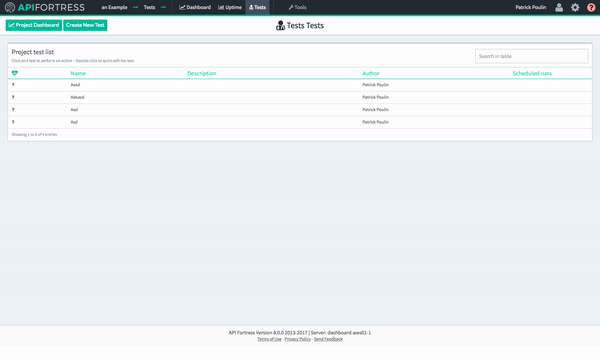 APIFORTRESS
an Example → Tests → Dashboard Uptime Tests Tools Patrick Poulin
Project Dashboard Create New Test
Tests Tests
Project test list
Click on a test to perform an action - Double-click to quick edit the test.
Search in table
Name Description Author Scheduled runs
? Aasd Patrick Poulin
? Asbasd Patrick Poulin
? Asd Patrick Poulin
? Asd Patrick Poulin
Showing 1 to 4 of 4 entries
API Fortress Version 8.0.0 2013-2017 | Server: dashboard-aws01-1
Terms of Use - Privacy Policy - Send Feedback